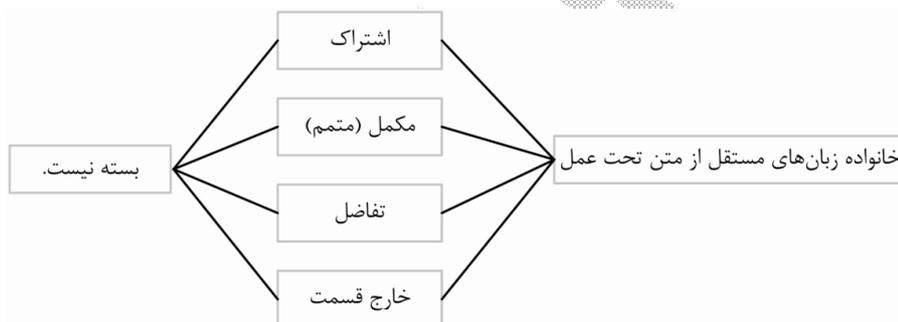 خانواده زبان‌های مستقل از متن تحت عمل
اشتراک
مکمل (متمم)
تفاضل
خارج قسمت
بسته نیست.